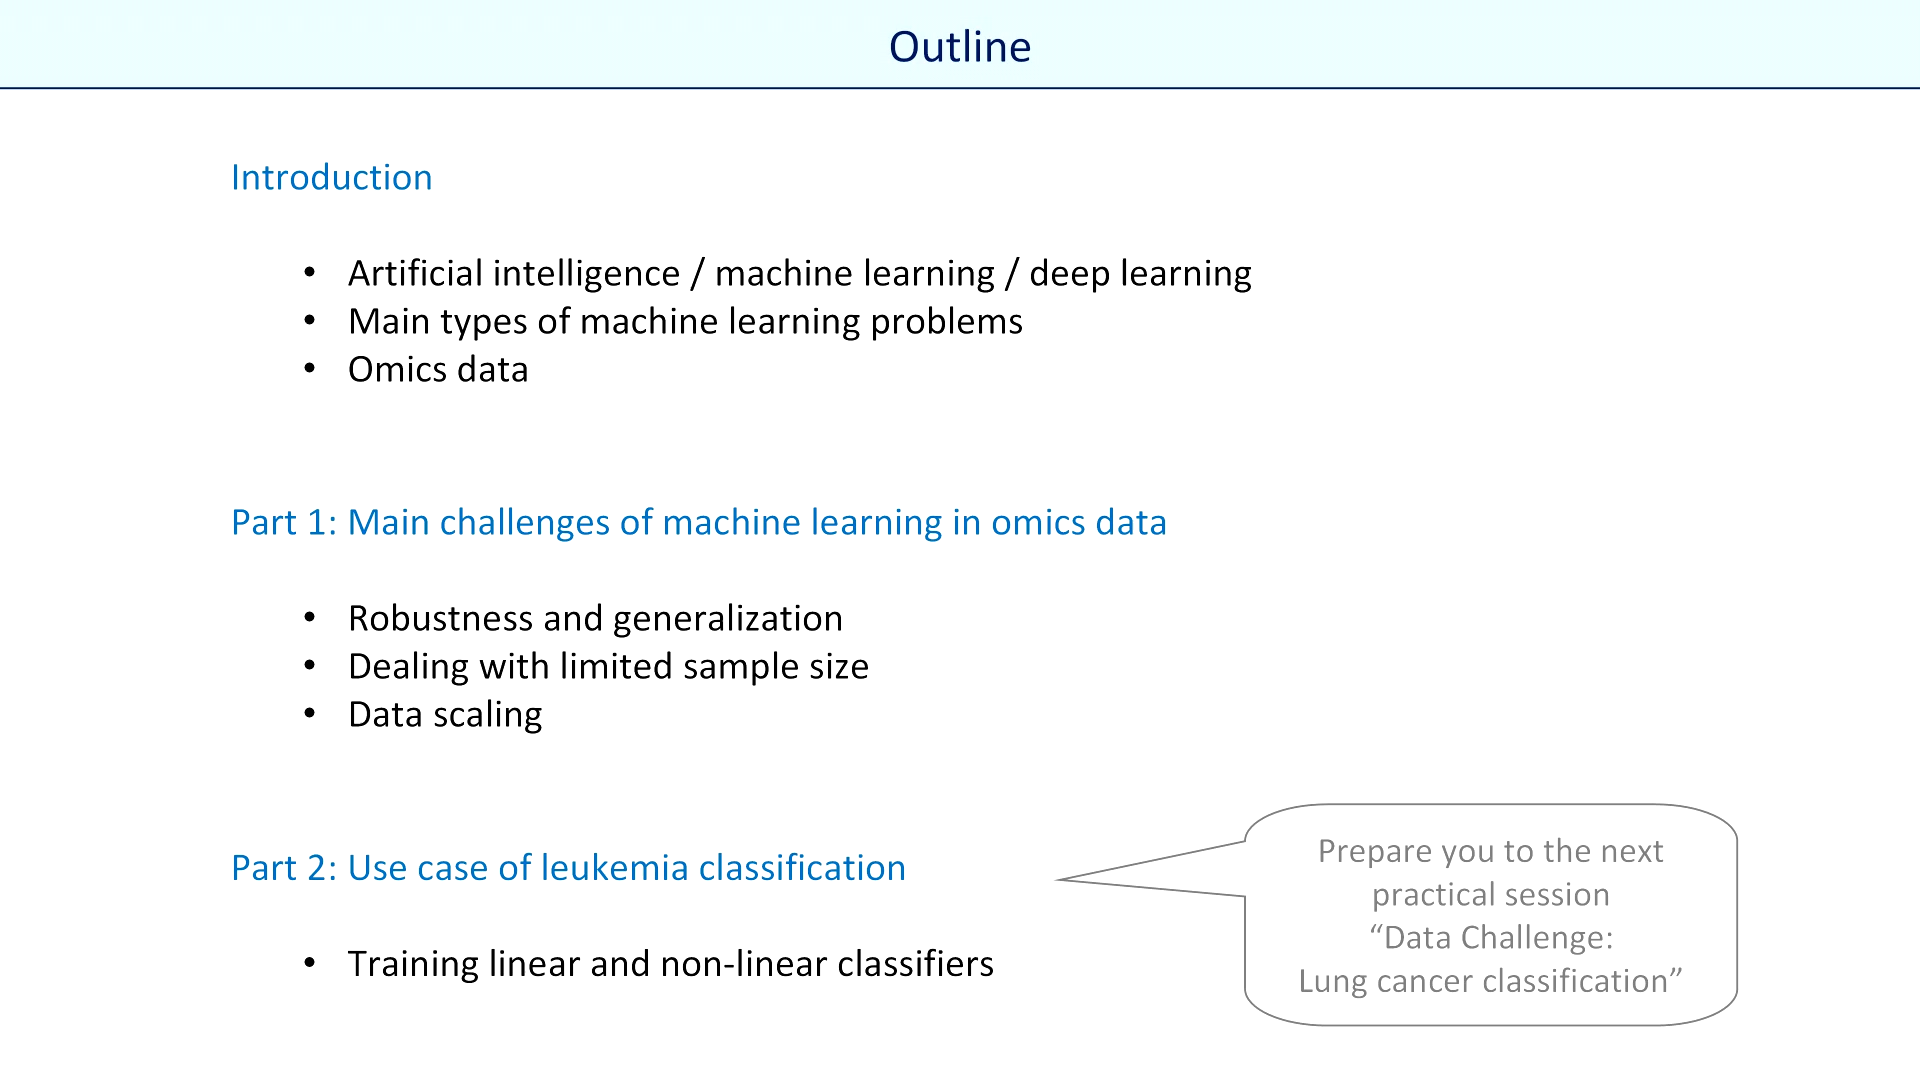 Outline
Introduction
• Artificial intelligence / machine learning / deep learning
• Main types of machine learning problems
• Omics data
Part 1: Main challenges of machine learning in omics data
• Robustness and generalization
• Dealing with limited sample size
• Data scaling
Part 2: Use case of leukemia classification
• Training linear and non-linear classifiers
Prepare you to the next
practical session
“Data Challenge:
Lung cancer classification”